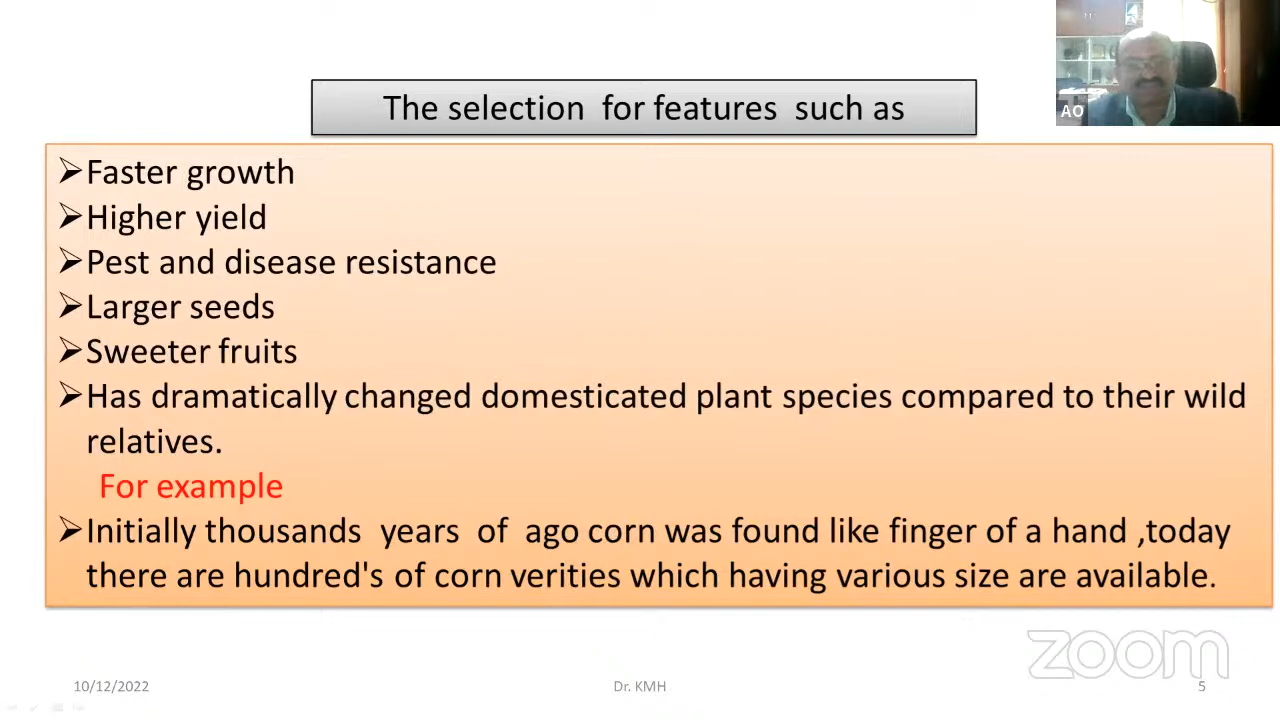 The selection for features such as
AO
➢Faster growth
➢Higher yield
➢Pest and disease resistance
➢Larger seeds
➢Sweeter fruits
➢Has dramatically changed domesticated plant species compared to their wild
relatives.
For example
➢Initially thousands years of ago corn was found like finger of a hand ,today
there are hundred's of corn verities which having various size are available.
zoom
10/12/2022
Dr. KMH
5